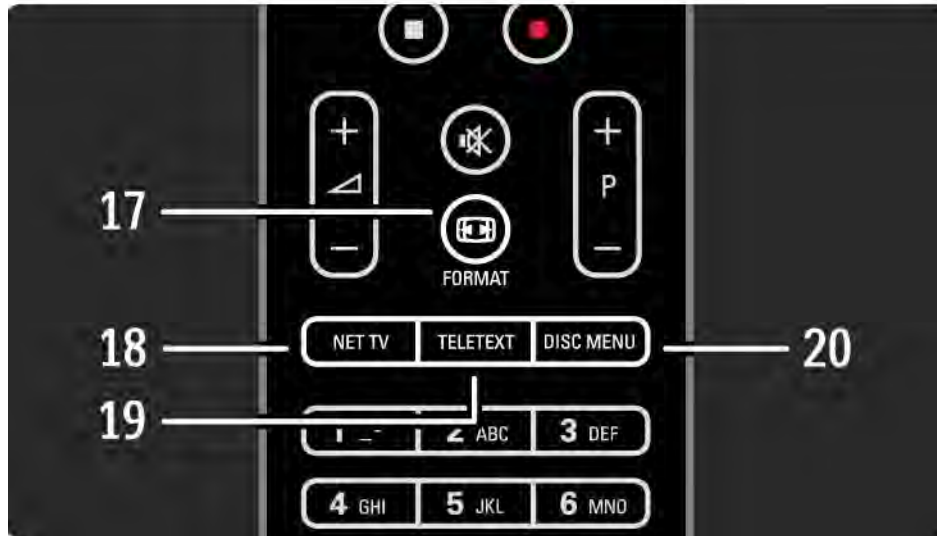 + +
17 P
— —
FORMAT
18 NET TV TELETEXT DISC MENU 20
19
1 _- 2 ABC 3 DEF
4 GHI 5 JKL 6 MNO